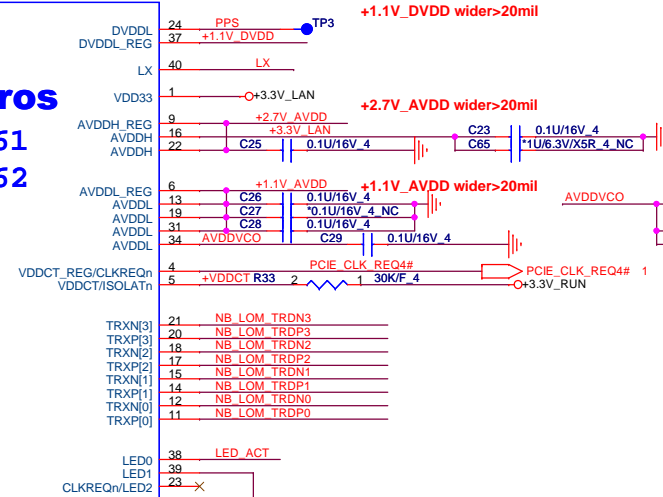 +1.1V_DVDD wider>20mil
DVDDL 24 PPS TP3
DVDDL_REG 37 +1.1V_DVDD
LX 40 LX
ros
VDD33 1 +3.3V_LAN
61
+2.7V_AVDD wider>20mil
AVDDH_REG 9 +2.7V_AVDD
AVDDH 16 +3.3V_LAN C23 0.1U/16V_4
AVDDH 22 C25 0.1U/16V_4 C65 *1U/6.3V/X5R_4_NC
62
AVDDL_REG 6 +1.1V_AVDD +1.1V_AVDD wider>20mil
AVDDL 13 C26 0.1U/16V_4 AVDDVCO
AVDDL 19 C27 *0.1U/16V_4_NC
AVDDL 31 C28 0.1U/16V_4
AVDDL 34 AVDDVCO C29 0.1U/16V_4
VDDCT_REG/CLKREQn 4 PCIE_CLK_REQ4# PCIE_CLK_REQ4# 1
VDDCT/ISOLATn 5 +VDDCT R33 2 1 30K/F_4 +3.3V_RUN
TRXN[3] 21 NB_LOM_TRDN3
TRXP[3] 20 NB_LOM_TRDP3
TRXN[2] 18 NB_LOM_TRDN2
TRXP[2] 17 NB_LOM_TRDP2
TRXN[1] 15 NB_LOM_TRDN1
TRXP[1] 14 NB_LOM_TRDP1
TRXN[0] 12 NB_LOM_TRDN0
TRXP[0] 11 NB_LOM_TRDP0
LED0 38 LED_ACT
LED1 39
CLKREQn/LED2 23